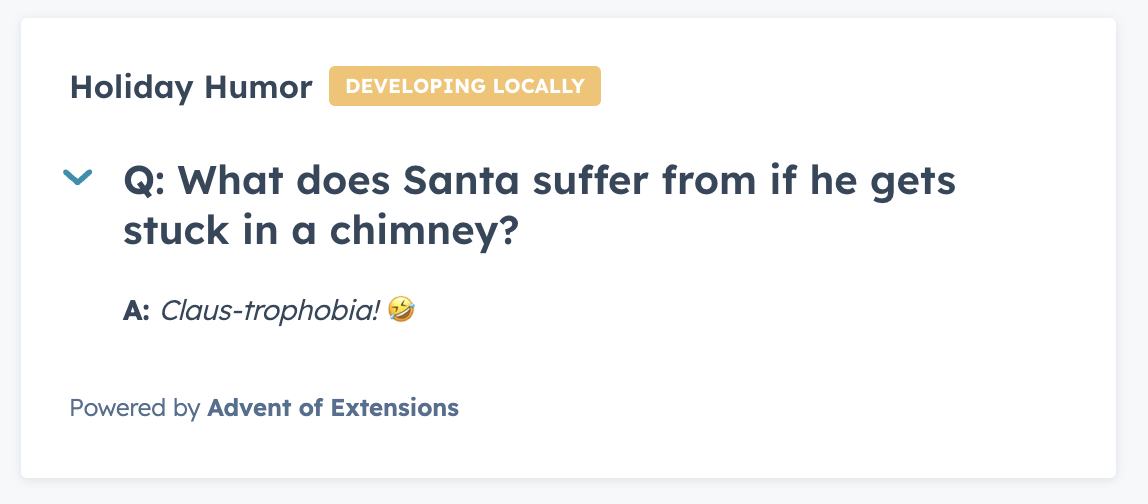 Holiday Humor DEVELOPING LOCALLY
Q: What does Santa suffer from if he gets
stuck in a chimney?
A: Claus-trophobia! 🤣
Powered by Advent of Extensions